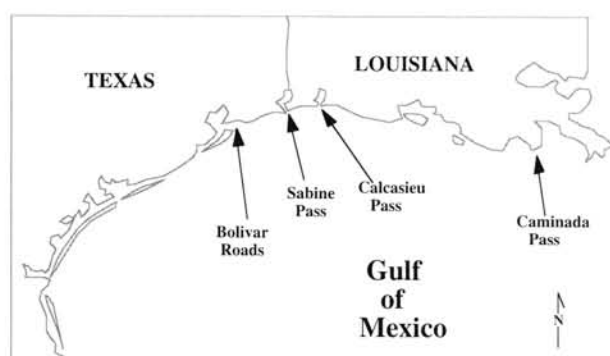 TEXAS
LOUISIANA
Sabine
Pass
Calcasieu
Pass
Bolivar
Roads
Caminada
Pass
Gulf
of
Mexico
N